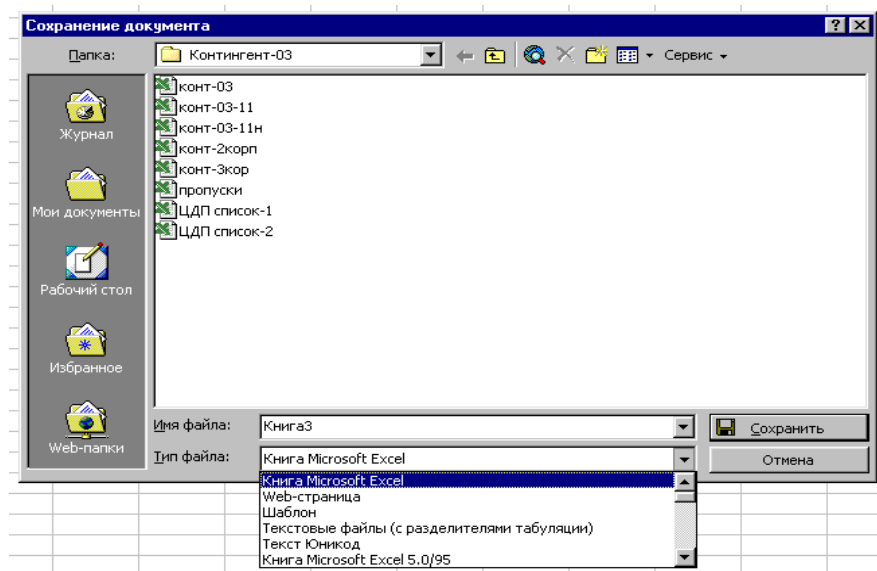 Сохранение документа
Папка: Контингент-03 Сервис
Журнал
Мои документы
Рабочий стол
Избранное
Web-папки
конт-03
конт-03-11
конт-03-11н
конт-2корп
конт-3кор
пропуски
ЦДП список-1
ЦДП список-2
Имя файла: Книга3 Сохранить
Тип файла: Книга Microsoft Excel Отмена
Книга Microsoft Excel
Web-страница
Шаблон
Текстовые файлы (с разделителями табуляции)
Текст Юникод
Книга Microsoft Excel 5.0/95